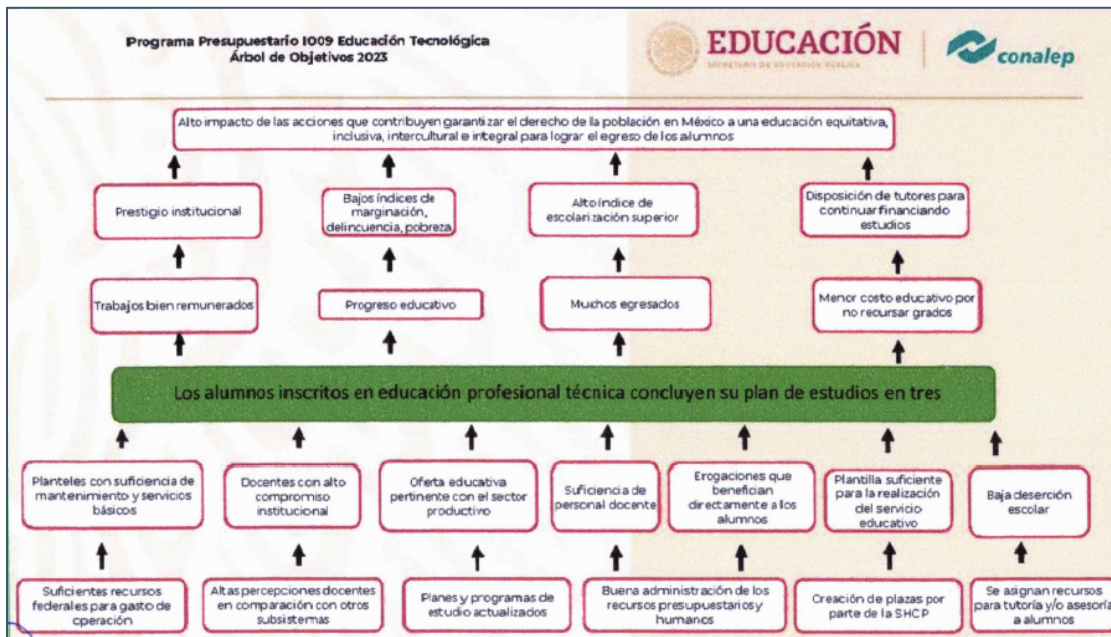 Programa Presupuestario I009 Educación Tecnológica
Árbol de Objetivos 2023
EDUCACIÓN
SECRETARÍA DE EDUCACIÓN PÚBLICA
conalep
Alto impacto de las acciones que contribuyen garantizar el derecho de la población en México a una educación equitativa,
inclusiva, intercultural e integral para lograr el egreso de los alumnos
Prestigio institucional
Bajos índices de
marginación,
delincuencia, pobreza
Alto índice de
escolarización superior
Disposición de tutores para
continuar financiando
estudios
Trabajos bien remunerados
Progreso educativo
Muchos egresados
Menor costo educativo por
no recursar grados
Los alumnos inscritos en educación profesional técnica concluyen su plan de estudios en tres
Planteles con suficiencia de
mantenimiento y servicios
básicos
Docentes con alto
compromiso
institucional
Oferta educativa
pertinente con el sector
productivo
Suficiencia de
personal docente
Erogaciones que
benefician
directamente a los
alumnos
Plantilla suficiente
para la realización
del servicio
educativo
Baja deserción
escolar
Suficientes recursos
federales para gasto de
operación
Altas percepciones docentes
en comparación con otros
subsistemas
Planes y programas de
estudio actualizados
Buena administración de los
recursos presupuestarios y
humanos
Creación de plazas por
parte de la SHCP
Se asignan recursos
para tutoría y/o asesoría
a alumnos